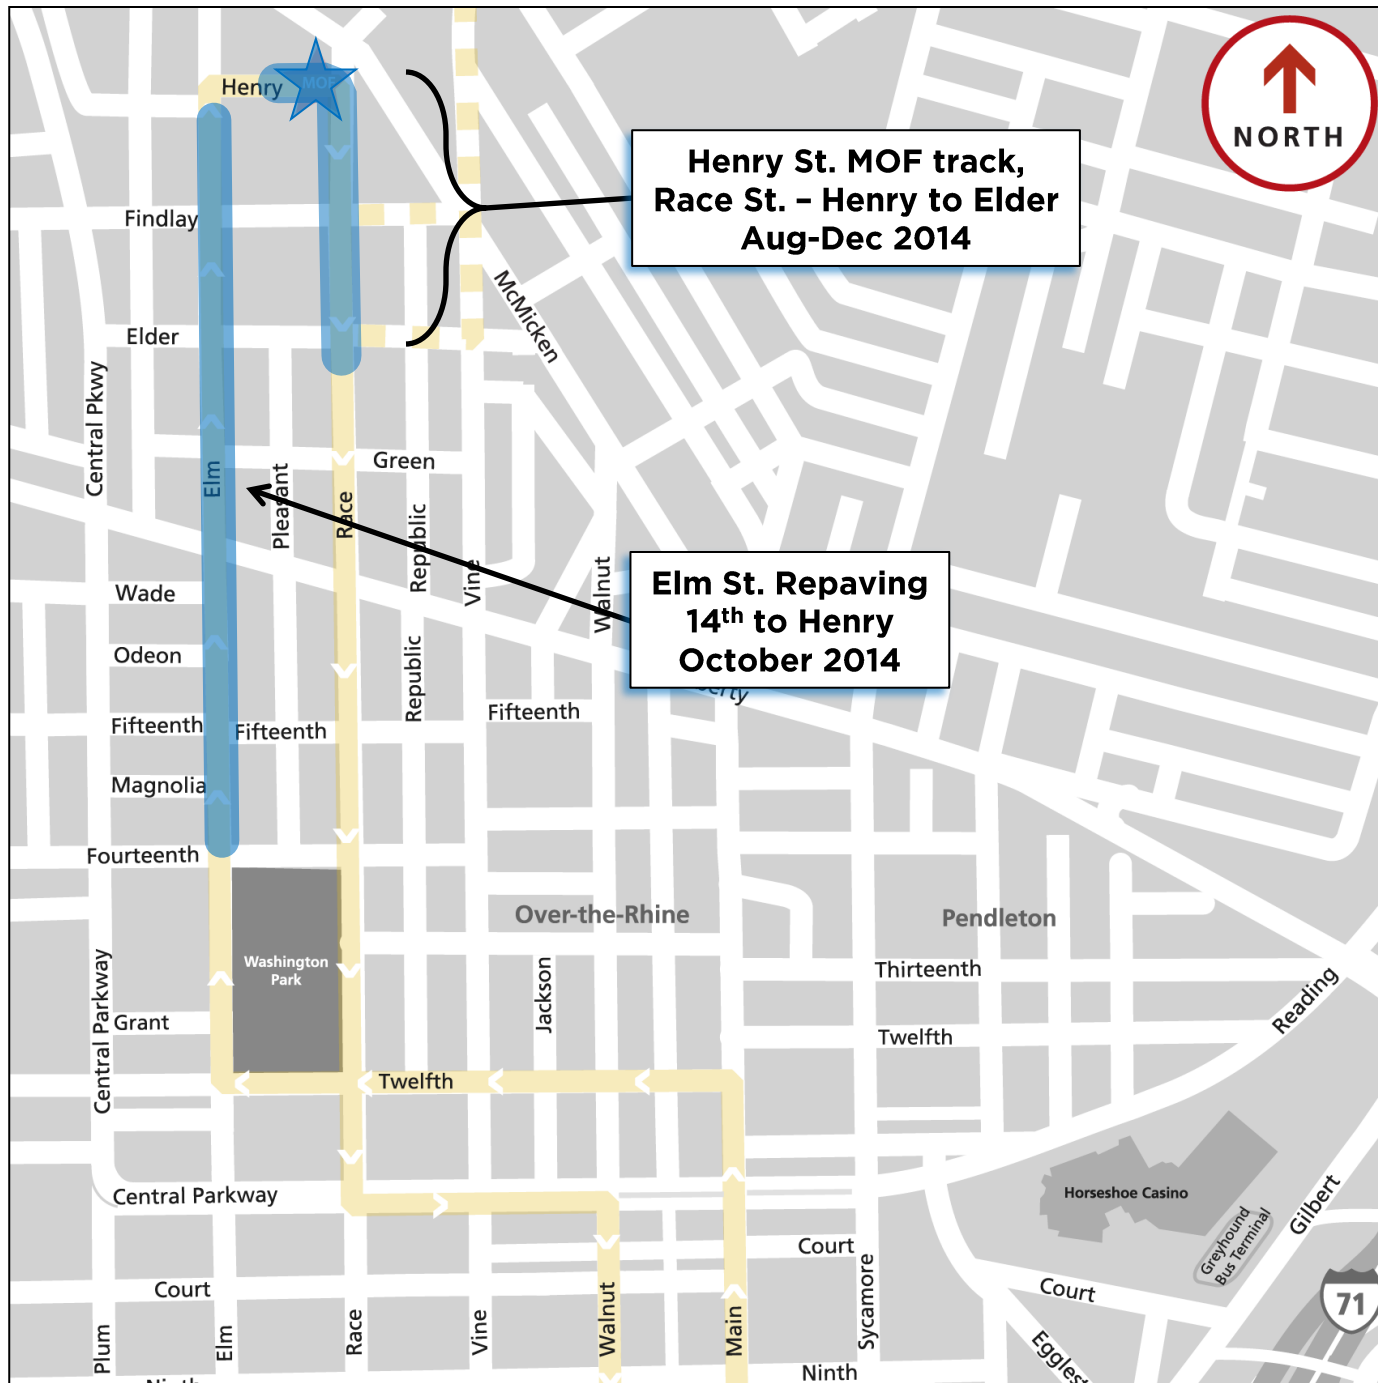 Henry
MOF
NORTH
Henry St. MOF track,
Race St. – Henry to Elder
Aug-Dec 2014
Findlay
McMicken
Elder
Central Pkwy
Green
Elm
Pleasant
Race
Republic
Vine
Walnut
Elm St. Repaving
14th to Henry
October 2014
Wade
Odeon
Republic
Fifteenth
Fifteenth
Fifteenth
Magnolia
Fourteenth
Over-the-Rhine
Pendleton
Washington
Park
Central Parkway
Jackson
Thirteenth
Reading
Grant
Twelfth
Twelfth
Central Parkway
Horseshoe Casino
Gilbert
Greyhound
Bus Terminal
Court
Court
Court
Sycamore
71
Plum
Elm
Race
Vine
Walnut
Main
Ninth